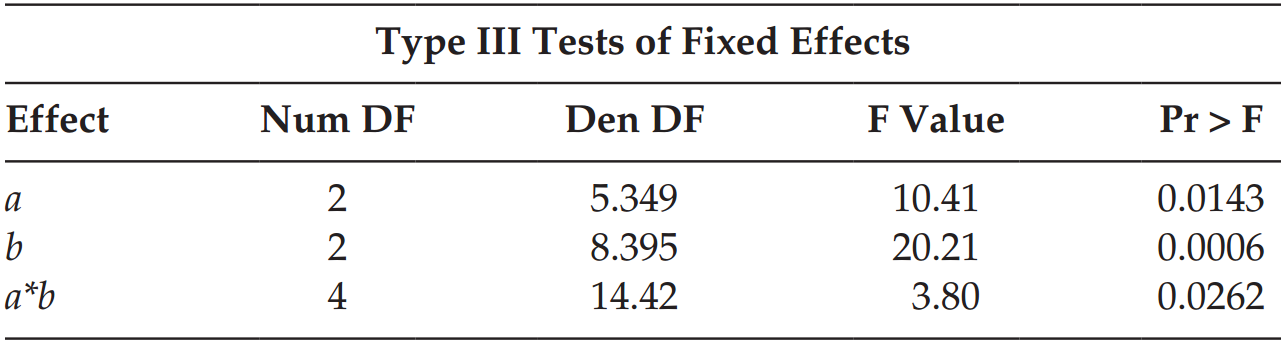 Type III Tests of Fixed Effects
Effect Num DF Den DF F Value Pr > F
a 2 5.349 10.41 0.0143
b 2 8.395 20.21 0.0006
a*b 4 14.42 3.80 0.0262